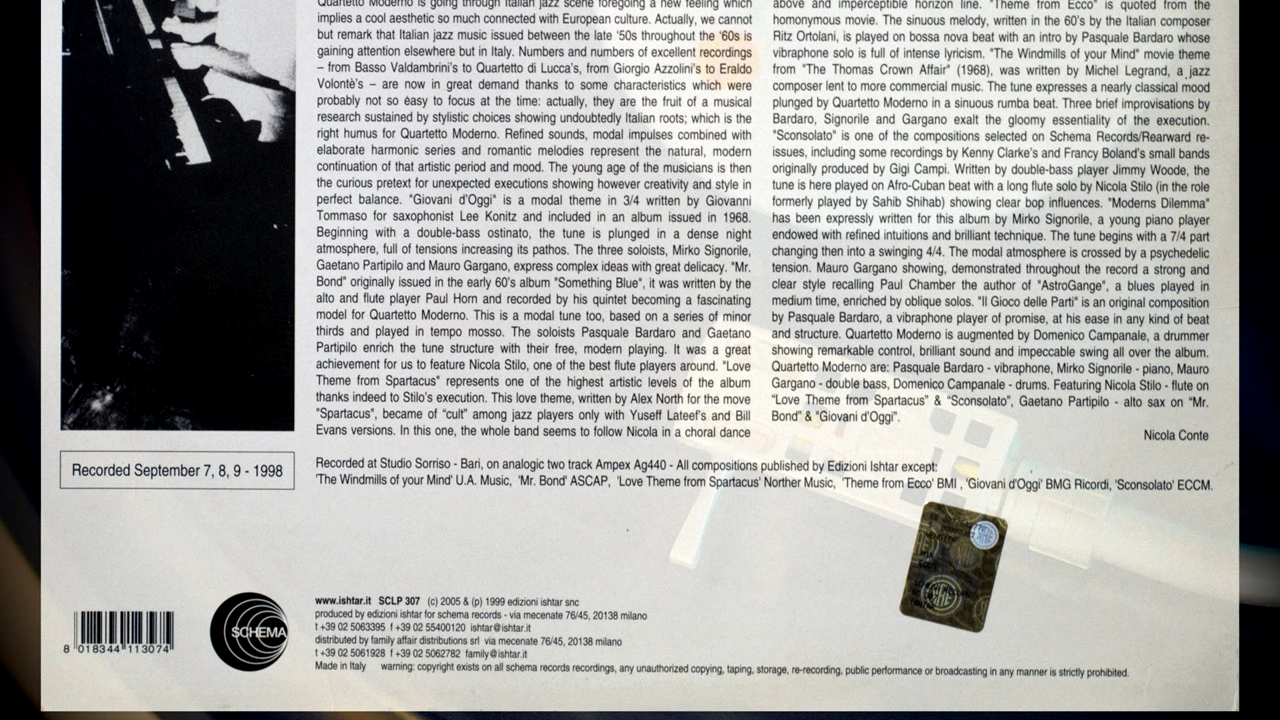 Quartetto Moderno is going through Italian jazz scene foregoing a new feeling which
implies a cool aesthetic so much connected with European culture. Actually, we cannot
but remark that Italian jazz music issued between the late '50s throughout the '60s is
gaining attention elsewhere but in Italy. Numbers and numbers of excellent recordings
– from Basso Valdambrini's to Quartetto di Lucca's, from Giorgio Azzolini's to Eraldo
Volontè's – are now in great demand thanks to some characteristics which were
probably not so easy to focus at the time: actually, they are the fruit of a musical
research sustained by stylistic choices showing undoubtedly Italian roots; which is the
right humus for Quartetto Moderno. Refined sounds, modal impulses combined with
elaborate harmonic series and romantic melodies represent the natural, modern
continuation of that artistic period and mood. The young age of the musicians is then
the curious pretext for unexpected executions showing however creativity and style in
perfect balance. "Giovani d'Oggi" is a modal theme in 3/4 written by Giovanni
Tommaso for saxophonist Lee Konitz and included in an album issued in 1968.
Beginning with a double-bass ostinato, the tune is plunged in a dense night
atmosphere, full of tensions increasing its pathos. The three soloists, Mirko Signorile,
Gaetano Partipilo and Mauro Gargano, express complex ideas with great delicacy. "Mr.
Bond" originally issued in the early 60's album "Something Blue", it was written by the
alto and flute player Paul Horn and recorded by his quintet becoming a fascinating
model for Quartetto Moderno. This is a modal tune too, based on a series of minor
thirds and played in tempo mosso. The soloists Pasquale Bardaro and Gaetano
Partipilo enrich the tune structure with their free, modern playing. It was a great
achievement for us to feature Nicola Stilo, one of the best flute players around. "Love
Theme from Spartacus" represents one of the highest artistic levels of the album
thanks indeed to Stilo's execution. This love theme, written by Alex North for the move
"Spartacus", became of "cult" among jazz players only with Yuseff Lateef's and Bill
Evans versions. In this one, the whole band seems to follow Nicola in a choral dance
above and imperceptible horizon line. "Theme from Ecco" is quoted from the
homonymous movie. The sinuous melody, written in the 60's by the Italian composer
Ritz Ortolani, is played on bossa nova beat with an intro by Pasquale Bardaro whose
vibraphone solo is full of intense lyricism. "The Windmills of your Mind" movie theme
from "The Thomas Crown Affair" (1968), was written by Michel Legrand, a jazz
composer lent to more commercial music. The tune expresses a nearly classical mood
plunged by Quartetto Moderno in a sinuous rumba beat. Three brief improvisations by
Bardaro, Signorile and Gargano exalt the gloomy essentiality of the execution.
"Sconsolato" is one of the compositions selected on Schema Records/Rearward re-
issues, including some recordings by Kenny Clarke's and Francy Boland's small bands
originally produced by Gigi Campi. Written by double-bass player Jimmy Woode, the
tune is here played on Afro-Cuban beat with a long flute solo by Nicola Stilo (in the role
formerly played by Sahib Shihab) showing clear bop influences. "Moderns Dilemma"
has been expressly written for this album by Mirko Signorile, a young piano player
endowed with refined intuitions and brilliant technique. The tune begins with a 7/4 part
changing then into a swinging 4/4. The modal atmosphere is crossed by a psychedelic
tension. Mauro Gargano showing, demonstrated throughout the record a strong and
clear style recalling Paul Chamber the author of "AstroGange", a blues played in
medium time, enriched by oblique solos. "Il Gioco delle Parti" is an original composition
by Pasquale Bardaro, a vibraphone player of promise, at his ease in any kind of beat
and structure. Quartetto Moderno is augmented by Domenico Campanale, a drummer
showing remarkable control, brilliant sound and impeccable swing all over the album.
Quartetto Moderno are: Pasquale Bardaro - vibraphone, Mirko Signorile - piano, Mauro
Gargano - double bass, Domenico Campanale - drums. Featuring Nicola Stilo - flute on
"Love Theme from Spartacus" & "Sconsolato", Gaetano Partipilo - alto sax on "Mr.
Bond" & "Giovani d'Oggi".
Nicola Conte
Recorded September 7, 8, 9 - 1998
Recorded at Studio Sorriso - Bari, on analogic two track Ampex Ag440 - All compositions published by Edizioni Ishtar except:
'The Windmills of your Mind' U.A. Music, 'Mr. Bond' ASCAP, 'Love Theme from Spartacus' Norther Music, 'Theme from Ecco' BMI , 'Giovani d'Oggi' BMG Ricordi, 'Sconsolato' ECCM.
8 018344 113074
SCHEMA
www.ishtar.it SCLP 307 (c) 2005 & (p) 1999 edizioni ishtar snc
produced by edizioni ishtar for schema records - via mecenate 76/45, 20138 milano
t +39 02 5063395 f +39 02 55400120 ishtar@ishtar.it
distributed by family affair distributions srl via mecenate 76/45, 20138 milano
t +39 02 5061928 f +39 02 5062782 family@ishtar.it
Made in Italy warning: copyright exists on all schema records recordings, any unauthorized copying, taping, storage, re-recording, public performance or broadcasting in any manner is strictly prohibited.